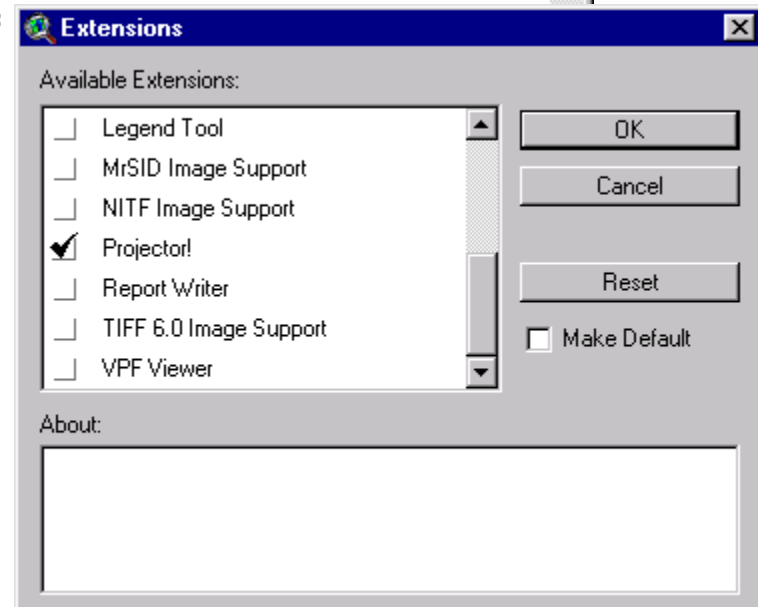 Extensions
Available Extensions:
Legend Tool
MrSID Image Support
NITF Image Support
Projector!
Report Writer
TIFF 6.0 Image Support
VPF Viewer
OK
Cancel
Reset
Make Default
About: